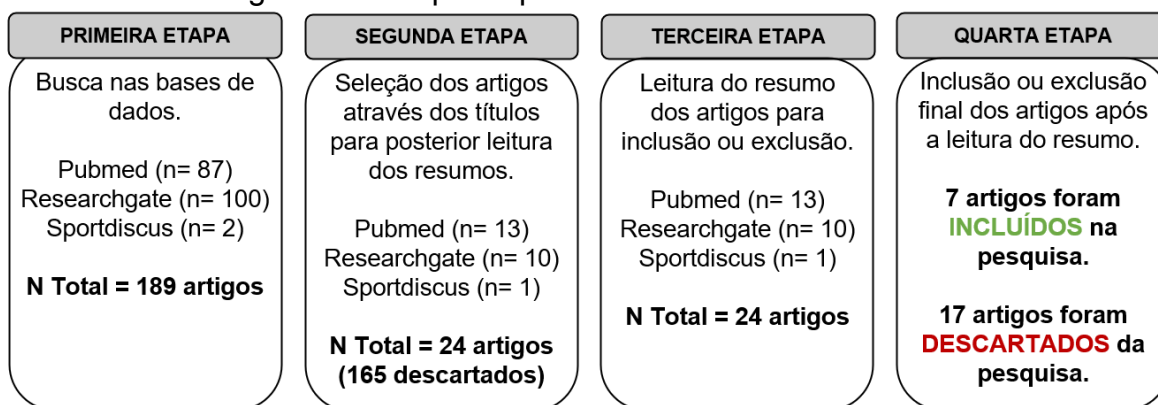 PRIMEIRA ETAPA
Busca nas bases de
dados.
Pubmed (n= 87)
Researchgate (n= 100)
Sportdiscus (n= 2)
N Total = 189 artigos
SEGUNDA ETAPA
Seleção dos artigos
através dos títulos
para posterior leitura
dos resumos.
Pubmed (n= 13)
Researchgate (n= 10)
Sportdiscus (n= 1)
N Total = 24 artigos
(165 descartados)
TERCEIRA ETAPA
Leitura do resumo
dos artigos para
inclusão ou exclusão.
Pubmed (n= 13)
Researchgate (n= 10)
Sportdiscus (n= 1)
N Total = 24 artigos
QUARTA ETAPA
Inclusão ou exclusão
final dos artigos após
a leitura do resumo.
7 artigos foram
INCLUÍDOS na
pesquisa.
17 artigos foram
DESCARTADOS da
pesquisa.